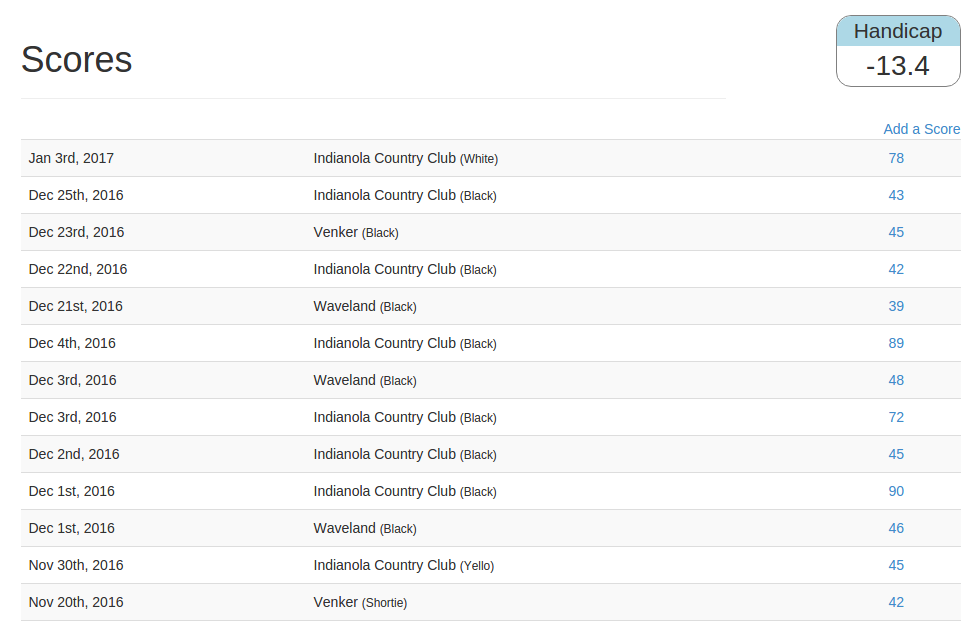 Handicap
Scores
-13.4
Add a Score
Jan 3rd, 2017 Indianola Country Club (White) 78
Dec 25th, 2016 Indianola Country Club (Black) 43
Dec 23rd, 2016 Venker (Black) 45
Dec 22nd, 2016 Indianola Country Club (Black) 42
Dec 21st, 2016 Waveland (Black) 39
Dec 4th, 2016 Indianola Country Club (Black) 89
Dec 3rd, 2016 Waveland (Black) 48
Dec 3rd, 2016 Indianola Country Club (Black) 72
Dec 2nd, 2016 Indianola Country Club (Black) 45
Dec 1st, 2016 Indianola Country Club (Black) 90
Dec 1st, 2016 Waveland (Black) 46
Nov 30th, 2016 Indianola Country Club (Yello) 45
Nov 20th, 2016 Venker (Shortie) 42